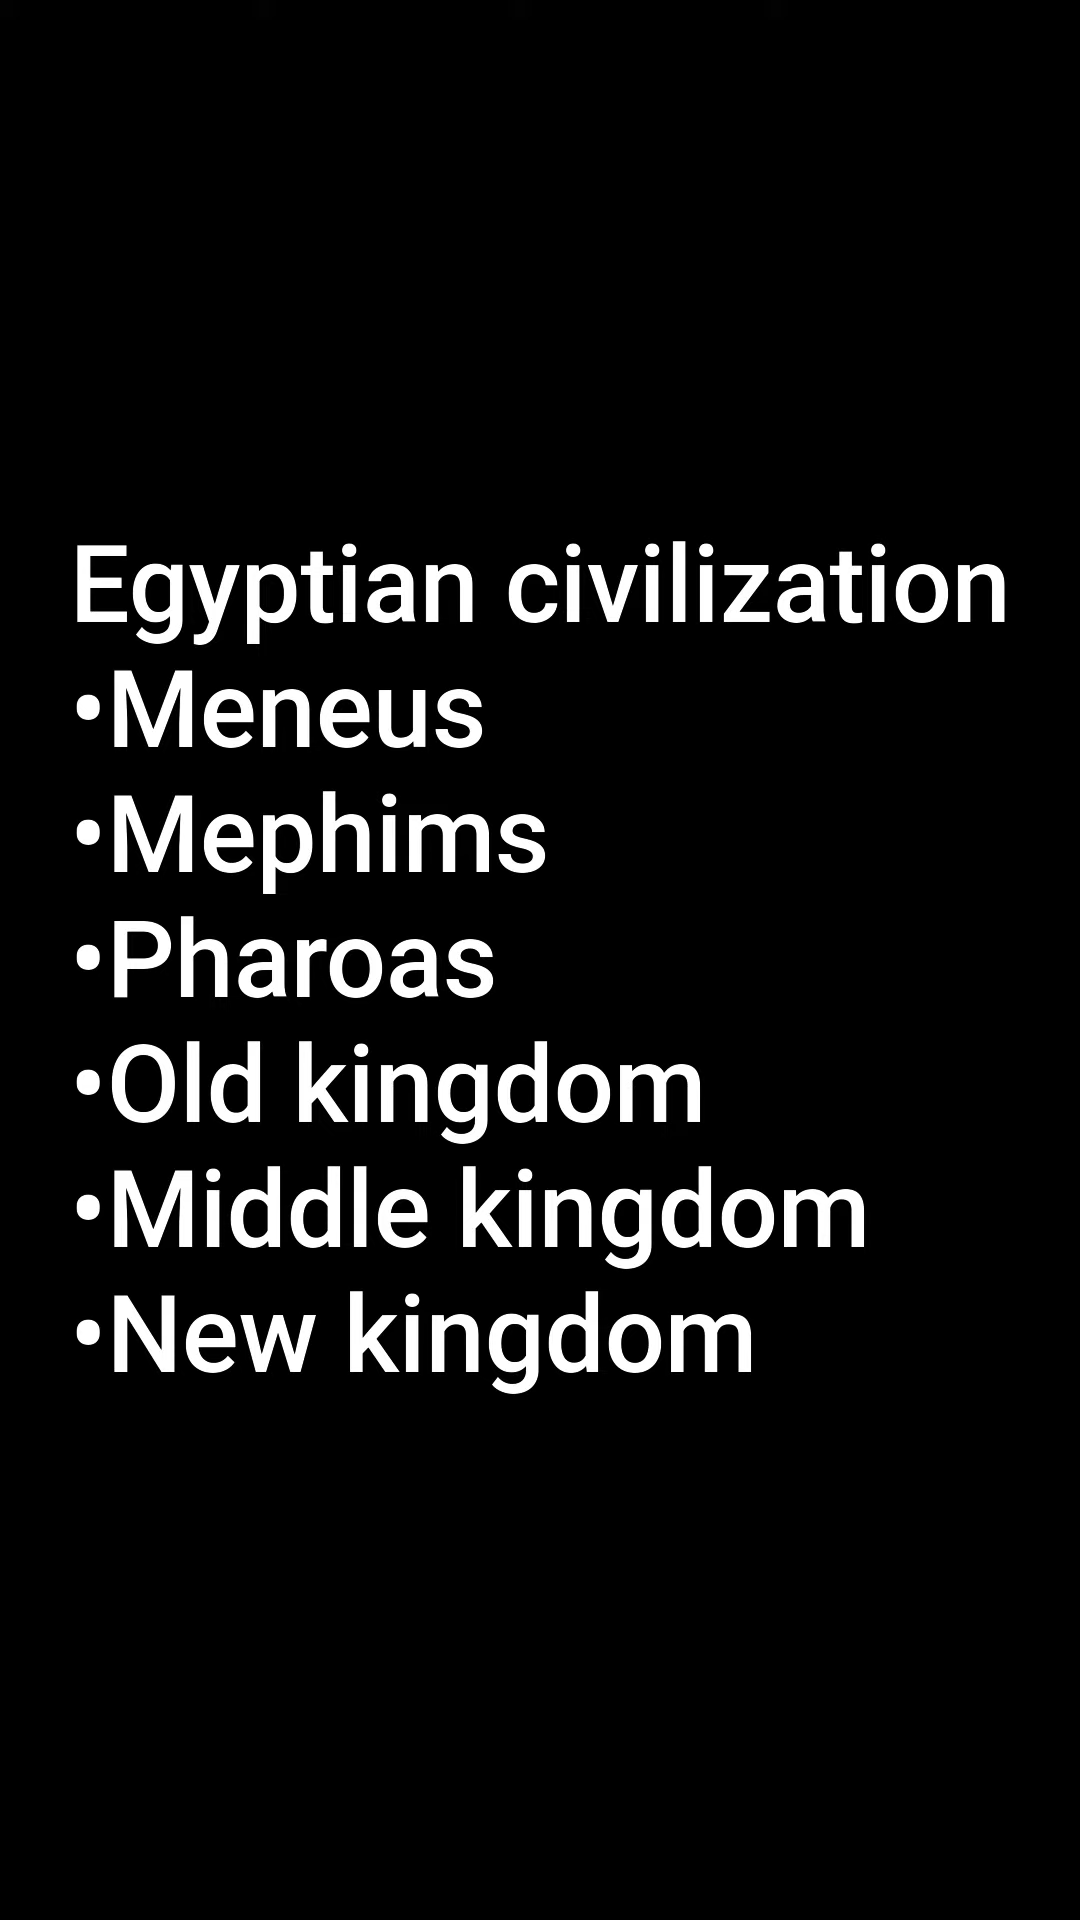 Egyptian civilization
•Meneus
•Mephims
•Pharoas
•Old kingdom
•Middle kingdom
•New kingdom